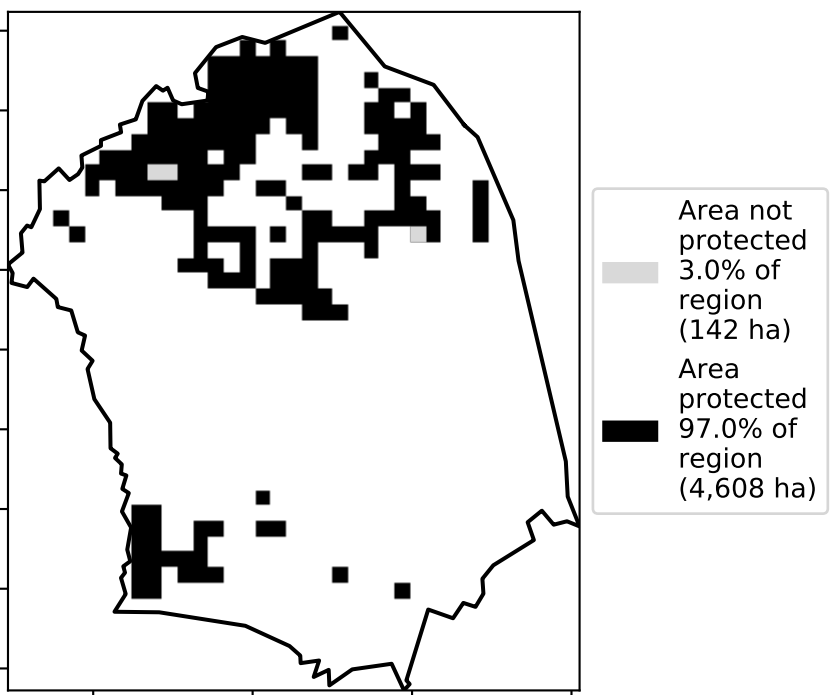 Area not
protected
3.0% of
region
(142 ha)
Area
protected
97.0% of
region
(4,608 ha)